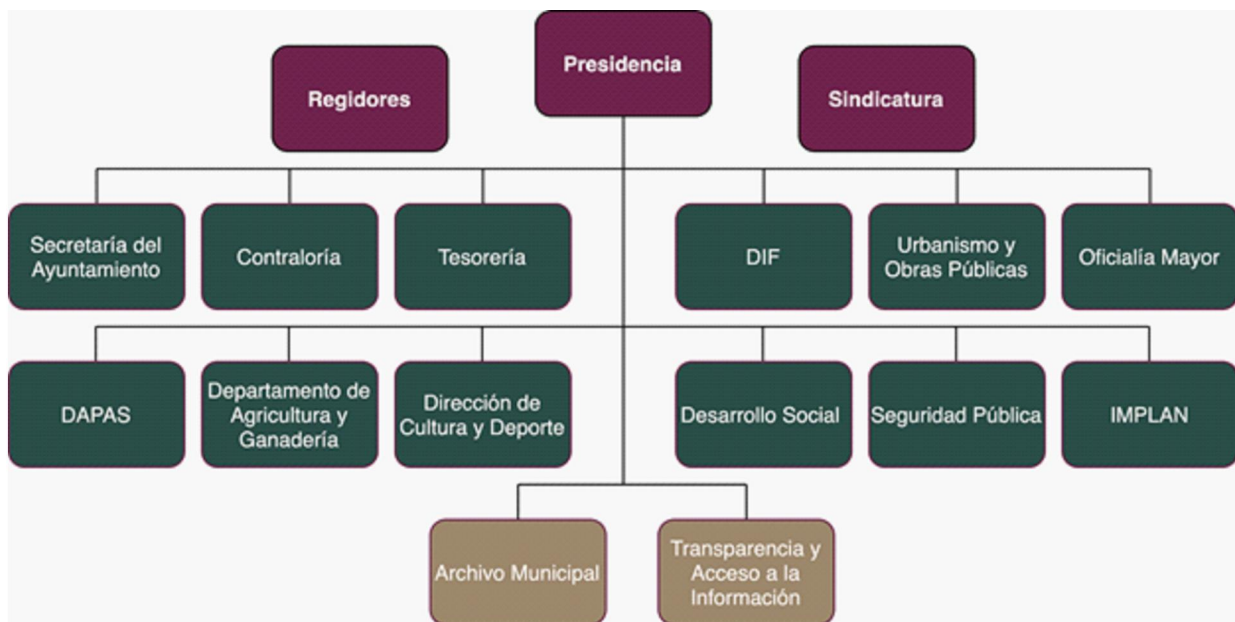 Presidencia
Regidores
Sindicatura
Secretaría del
Ayuntamiento
Contraloría
Tesorería
DIF
Urbanismo y
Obras Públicas
Oficialía Mayor
DAPAS
Departamento de
Agricultura y
Ganadería
Dirección de
Cultura y Deporte
Desarrollo Social
Seguridad Pública
IMPLAN
Archivo Municipal
Transparencia y
Acceso a la
Información